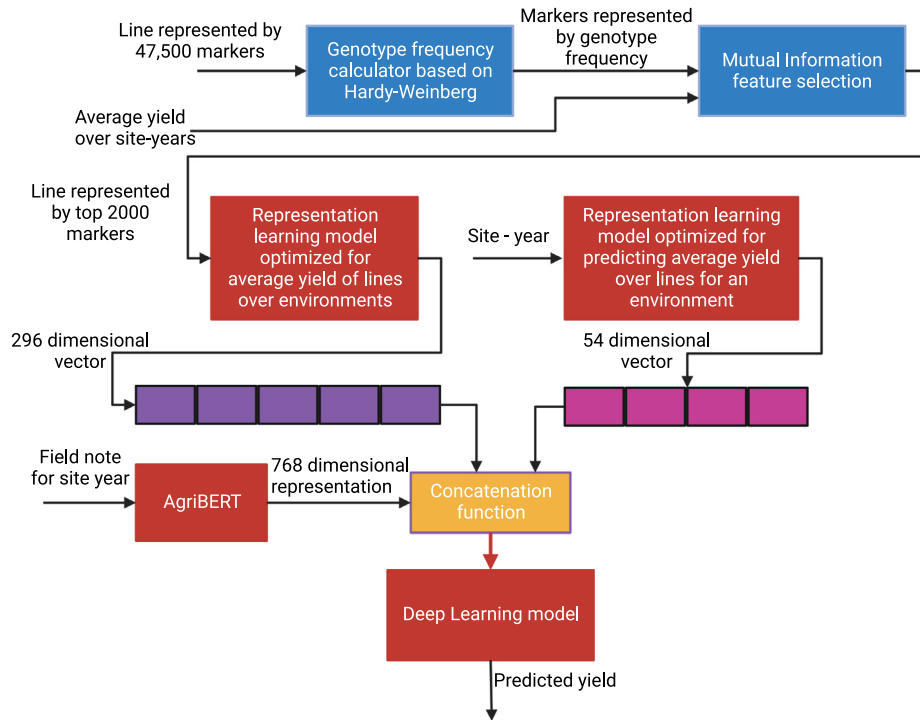 Line represented
by 47,500 markers
Genotype frequency
calculator based on
Hardy-Weinberg
Markers represented
by genotype
frequency
Mutual Information
feature selection
Average yield
over site-years
Line represented
by top 2000
markers
Representation
learning model
optimized for
average yield of lines
over environments
Site - year
Representation learning
model optimized for
predicting average yield
over lines for an
environment
296 dimensional
vector
54 dimensional
vector
Field note
for site year
AgriBERT
768 dimensional
representation
Concatenation
function
Deep Learning model
Predicted yield